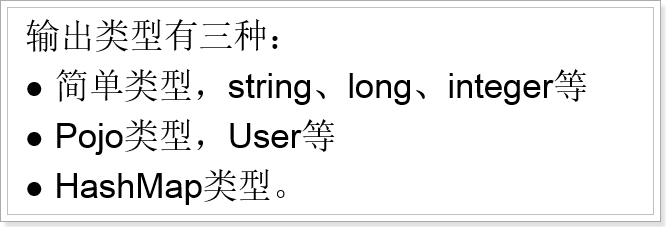 输出类型有三种：
● 简单类型，string、long、integer等
● Pojo类型，User等
● HashMap类型。